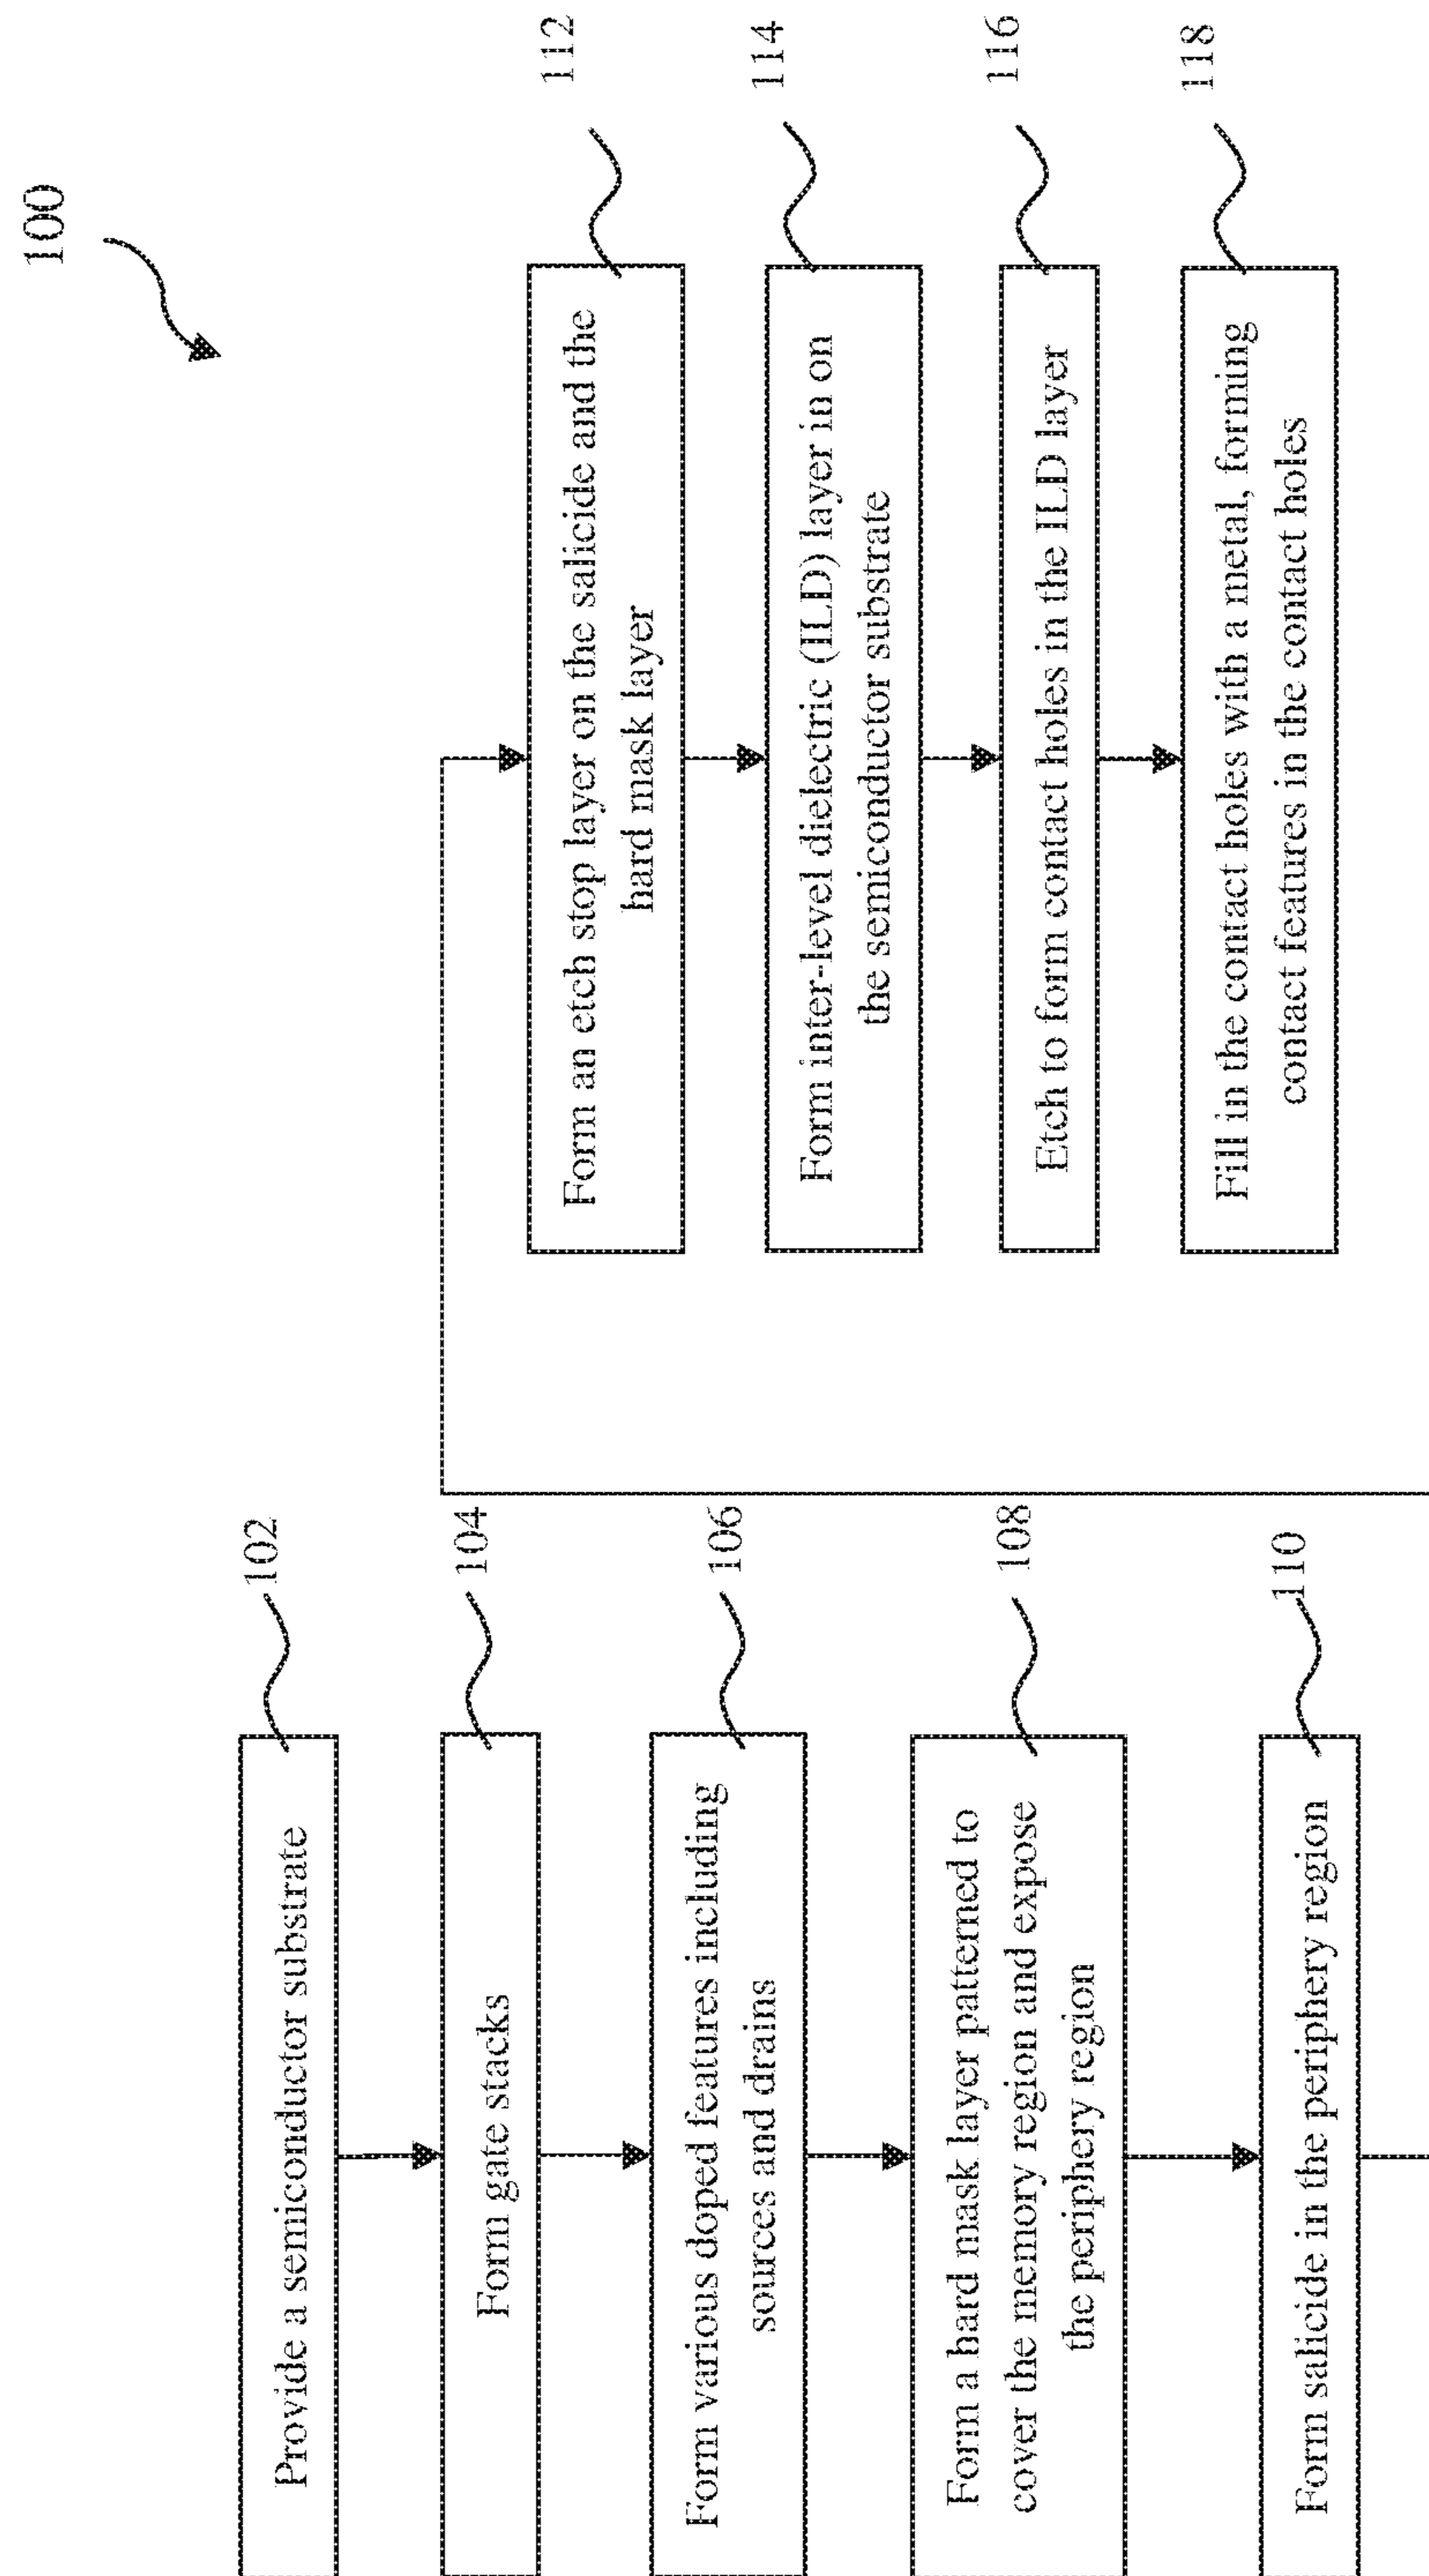 100
Provide a semiconductor substrate
102
Form gate stacks
104
Form various doped features including
sources and drains
106
Form a hard mask layer patterned to
cover the memory region and expose
the periphery region
108
Form salicide in the periphery region
110
Form an etch stop layer on the salicide and the
hard mask layer
112
Form inter-level dielectric (ILD) layer in on
the semiconductor substrate
114
Etch to form contact holes in the ILD layer
116
Fill in the contact holes with a metal, forming
contact features in the contact holes
118